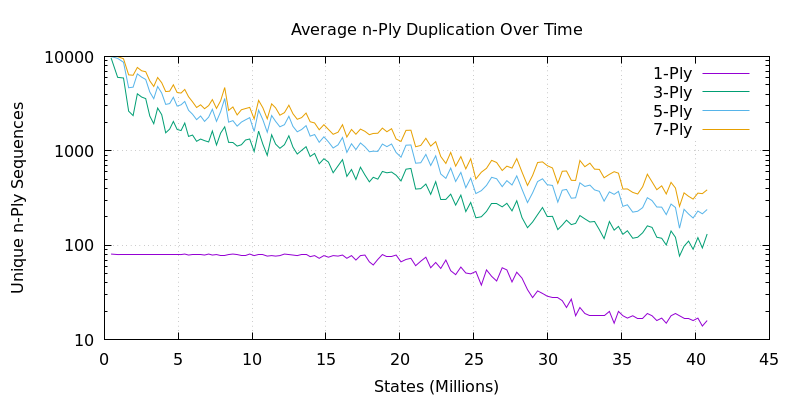 Average n-Ply Duplication Over Time
Unique n-Ply Sequences
10000
1000
100
10
1-Ply
3-Ply
5-Ply
7-Ply
0 5 10 15 20 25 30 35 40 45
States (Millions)